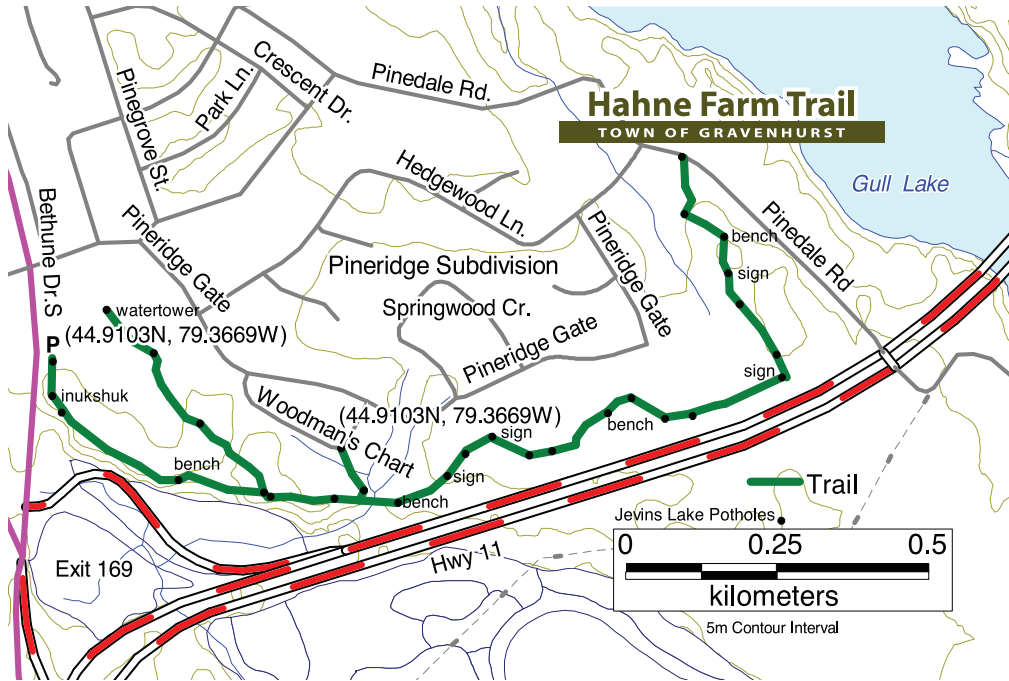 Crescent Dr.
Pinedale Rd.
Hahne Farm Trail
TOWN OF GRAVENHURST
Park Ln.
Pinegrove St.
Gull Lake
Hedgewood Ln.
Bethune Dr.S
Pineridge Gate
Pineridge Gate
Pinedale Rd
bench
sign
Pineridge Subdivision
Springwood Cr.
watertower
(44.9103N, 79.3669W)
P
Pineridge Gate
sign
inukshuk
Woodman's Chart
(44.9103N, 79.3669W)
bench
sign
bench
sign
bench
Trail
Jevins Lake Potholes
Hwy 11
Exit 169
0 0.25 0.5
kilometers
5m Contour Interval